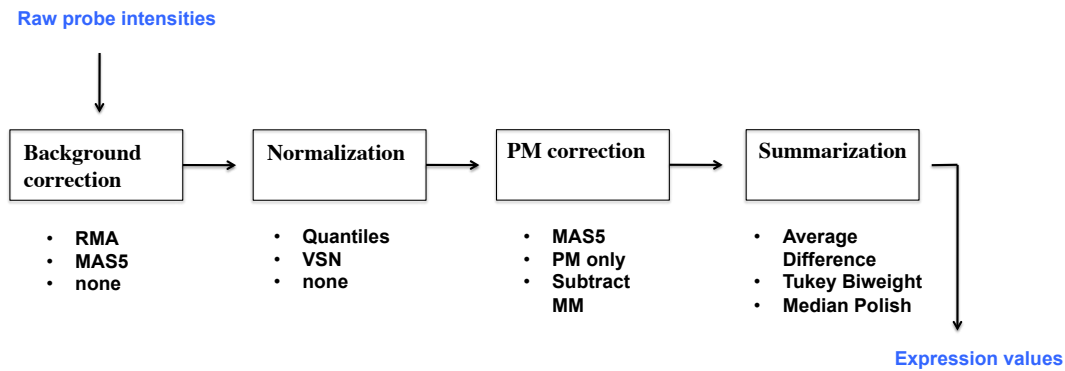 Raw probe intensities
Background
correction
Normalization
PM correction
Summarization
• RMA
• MAS5
• none
• Quantiles
• VSN
• none
• MAS5
• PM only
• Subtract
MM
• Average
Difference
• Tukey Biweight
• Median Polish
Expression values